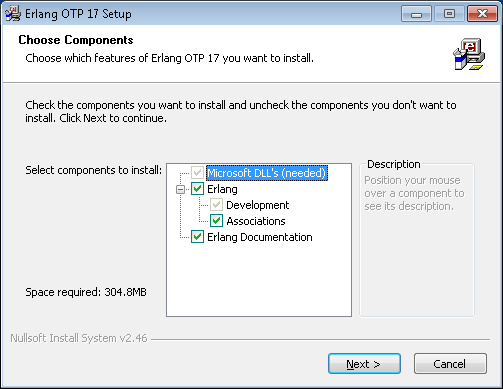 Erlang OTP 17 Setup
Choose Components
Choose which features of Erlang OTP 17 you want to install.
Check the components you want to install and uncheck the components you don't want to
install. Click Next to continue.
Select components to install:
Microsoft DLL's (needed)
Erlang
Development
Associations
Erlang Documentation
Description
Position your mouse
over a component to
see its description.
Space required: 304.8MB
Nullsoft Install System v2.46
Next >
Cancel